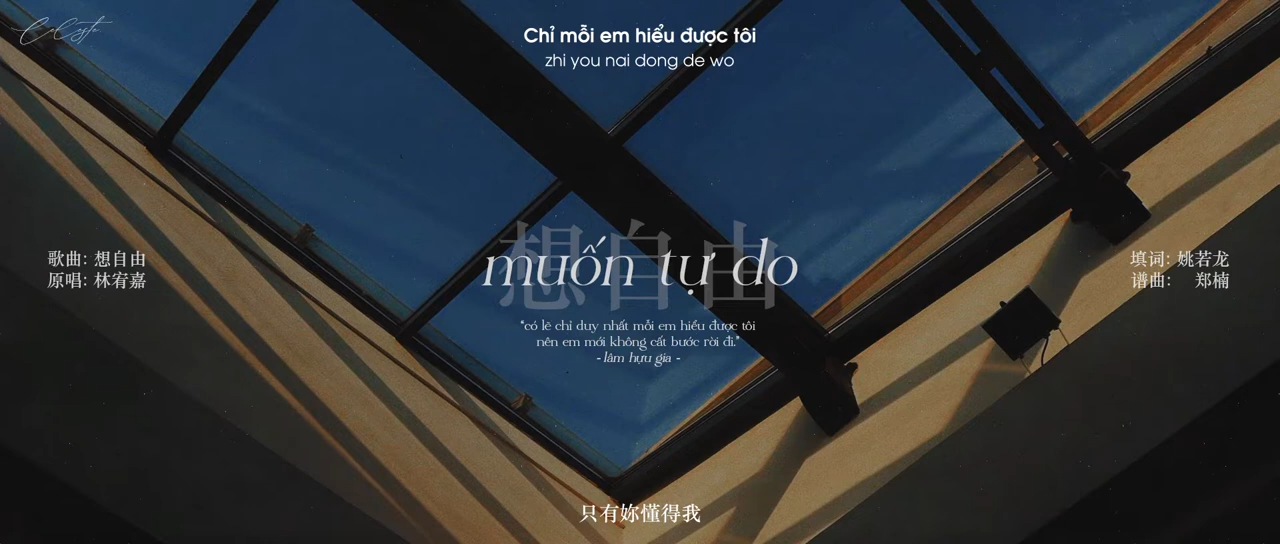 Chỉ mỗi em hiểu được tôi
zhi you nai dong de wo
歌曲: 想自由
原唱: 林宥嘉
想自由
muốn tự do
填词: 姚若龙
谱曲: 郑楠
“có lẽ chỉ duy nhất mỗi em hiểu được tôi
nên em mới không cất bước rời đi.”
- lâm hựu gia -
只有妳懂得我